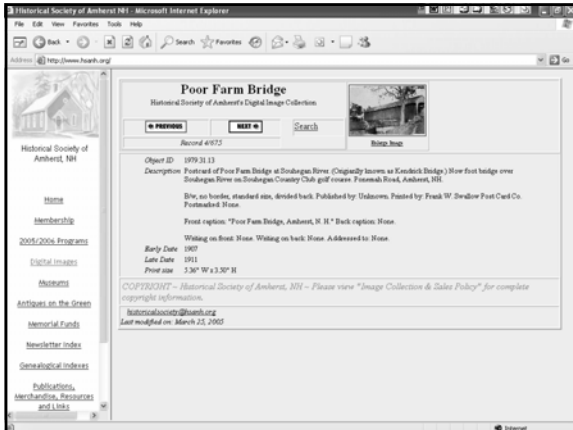 Historical Society of Amherst NH - Microsoft Internet Explorer
File Edit View Favorites Tools Help
Back Search Favorites
Address http://www.hsanh.org/ Go
Historical Society of
Amherst, NH
Home
Membership
2005/2006 Programs
Digital Images
Museums
Antiques on the Green
Memorial Funds
Newsletter Index
Genealogical Indexes
Publications,
Merchandise, Resources
and Links
Poor Farm Bridge
Historical Society of Amherst's Digital Image Collection
PREVIOUS NEXT Search
Record 4/675
Enlarge Image
Object ID 1979.31.13
Description Postcard of Poor Farm Bridge at Souhegan River. (Originally known as Kendrick Bridge.) Now foot bridge over
Souhegan River on Souhegan Country Club golf course. Ponemah Road, Amherst, NH.
B/w, no border, standard size, divided back. Published by: Unknown. Printed by: Frank W. Swallow Post Card Co.
Postmarked: None.
Front caption: "Poor Farm Bridge, Amherst, N. H." Back caption: None.
Writing on front: None. Writing on back: None. Addressed to: None.
Early Date 1907
Late Date 1911
Print size 5.36" W x 3.50" H
COPYRIGHT ~ Historical Society of Amherst, NH ~ Please view "Image Collection & Sales Policy" for complete
copyright information.
historicalsociety@hsanh.org
Last modified on: March 25, 2005
Internet